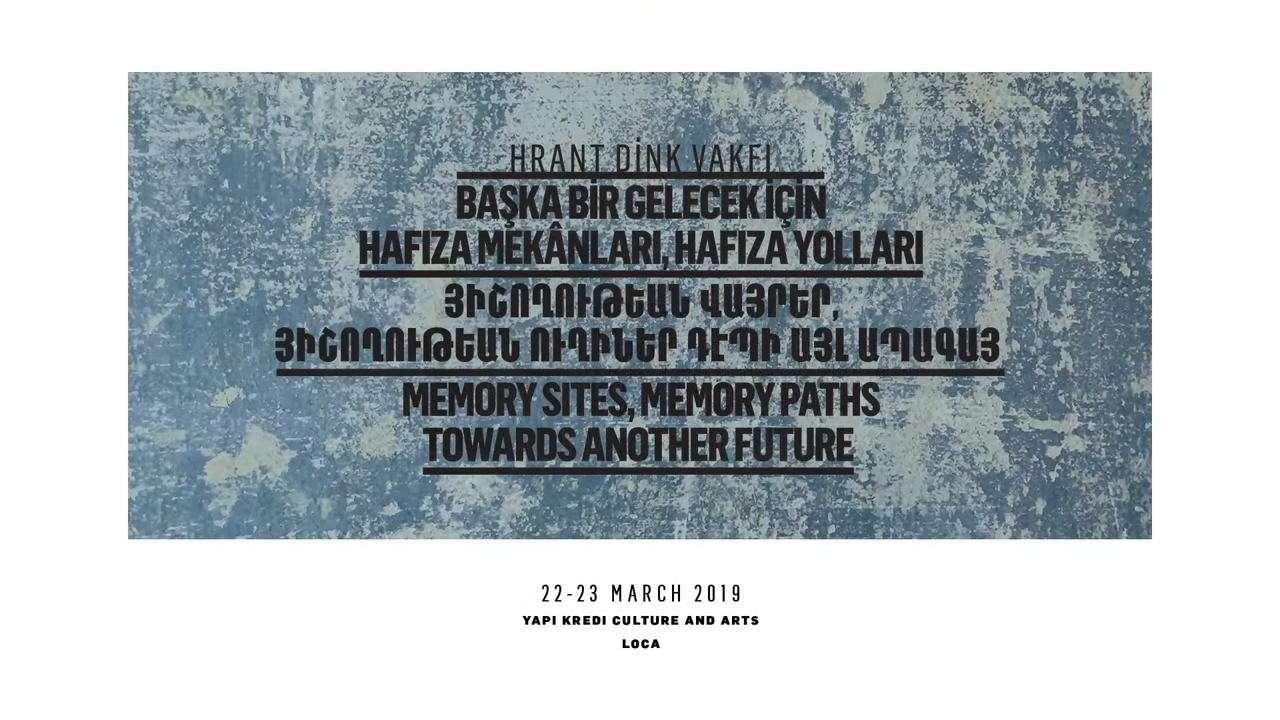 HRANT DİNK VAKFI
BAŞKA BİR GELECEK İÇİN
HAFIZA MEKÂNLARI, HAFIZA YOLLARI
ՅԻՇՈՂՈՒԹԵԱՆ ՎԱՅՐԵՐ,
ՅԻՇՈՂՈՒԹԵԱՆ ՈՒՂԻՆԵՐ ԴԷՊԻ ԱՅԼ ԱՊԱԳԱՅ
MEMORY SITES, MEMORY PATHS
TOWARDS ANOTHER FUTURE
22-23 MARCH 2019
YAPI KREDI CULTURE AND ARTS
LOCA